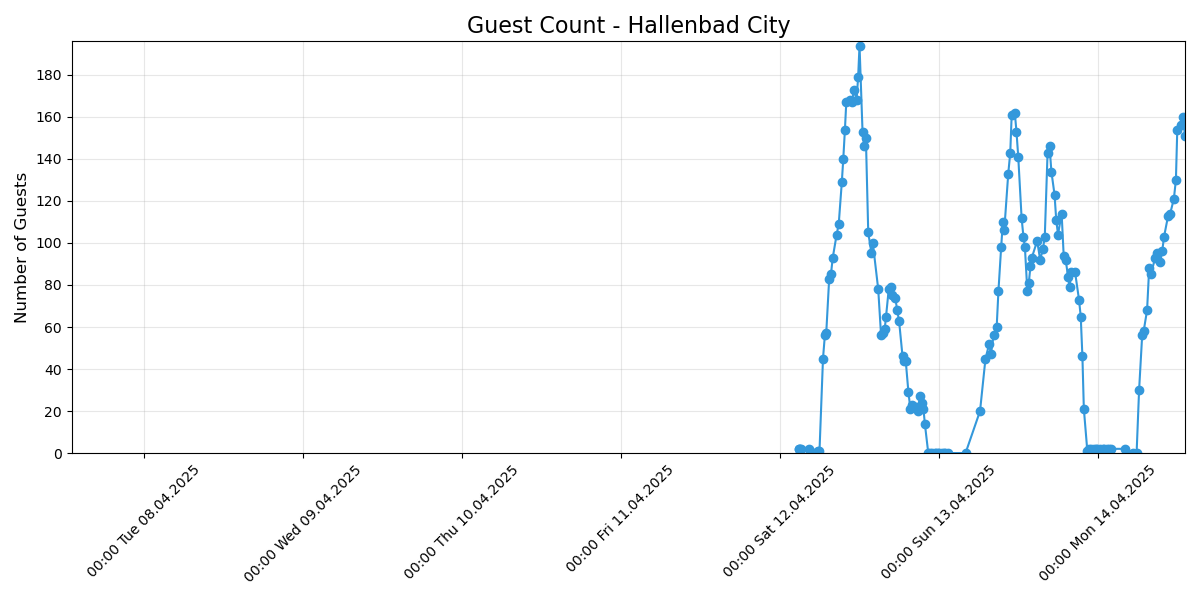 Guest Count - Hallenbad City
Number of Guests
180
160
140
120
100
80
60
40
20
0
00:00 Tue 08.04.2025
00:00 Wed 09.04.2025
00:00 Thu 10.04.2025
00:00 Fri 11.04.2025
00:00 Sat 12.04.2025
00:00 Sun 13.04.2025
00:00 Mon 14.04.2025